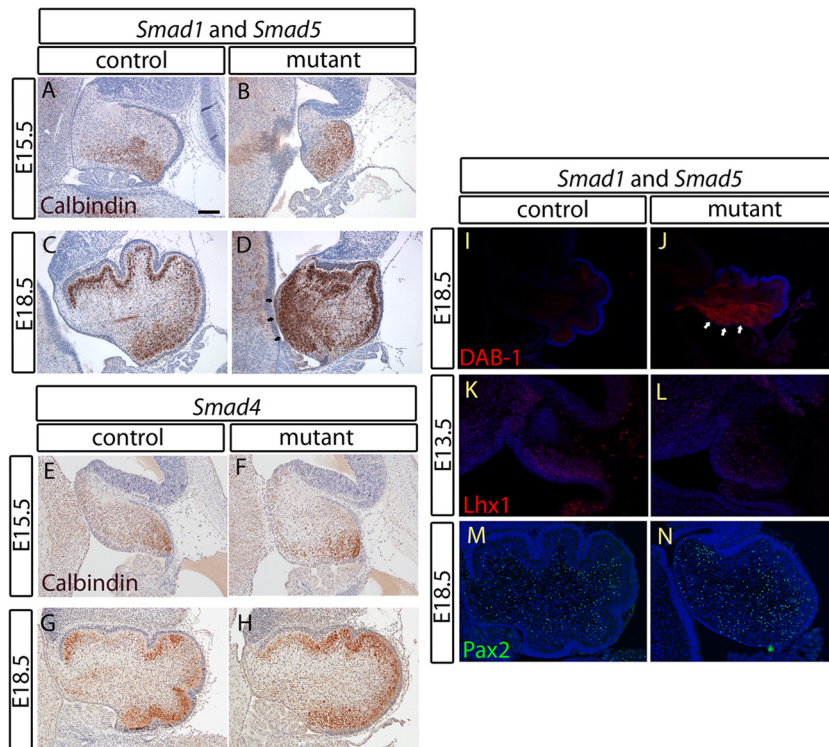 Smad1 and Smad5
control mutant
E15.5
A B
Calbindin
E18.5
C D
Smad4
control mutant
E15.5
E F
Calbindin
E18.5
G H
Smad1 and Smad5
control mutant
E18.5
I J
DAB-1
E13.5
K L
Lhx1
E18.5
M N
Pax2